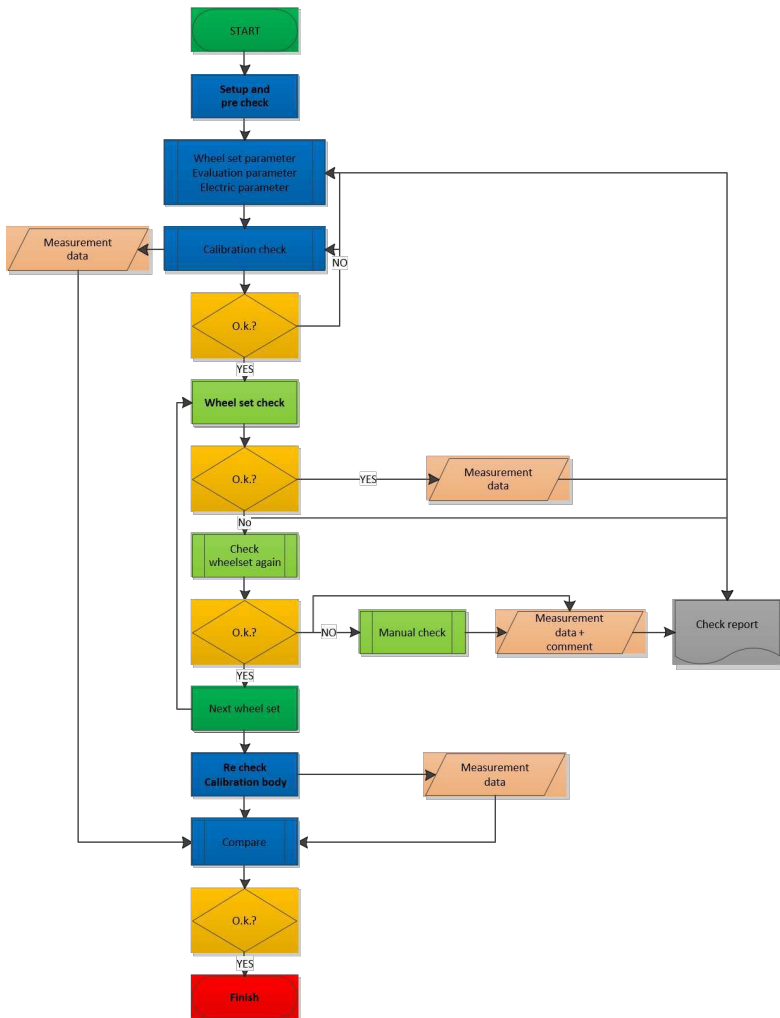 START
Setup and
pre check
Wheel set parameter
Evaluation parameter
Electric parameter
Measurement
data
Calibration check
NO
O.k.?
YES
Wheel set check
O.k.?
YES
Measurement
data
No
Check
wheelset again
O.k.?
NO
Manual check
Measurement
data +
comment
Check report
YES
Next wheel set
Re check
Calibration body
Measurement
data
Compare
O.k.?
YES
Finish